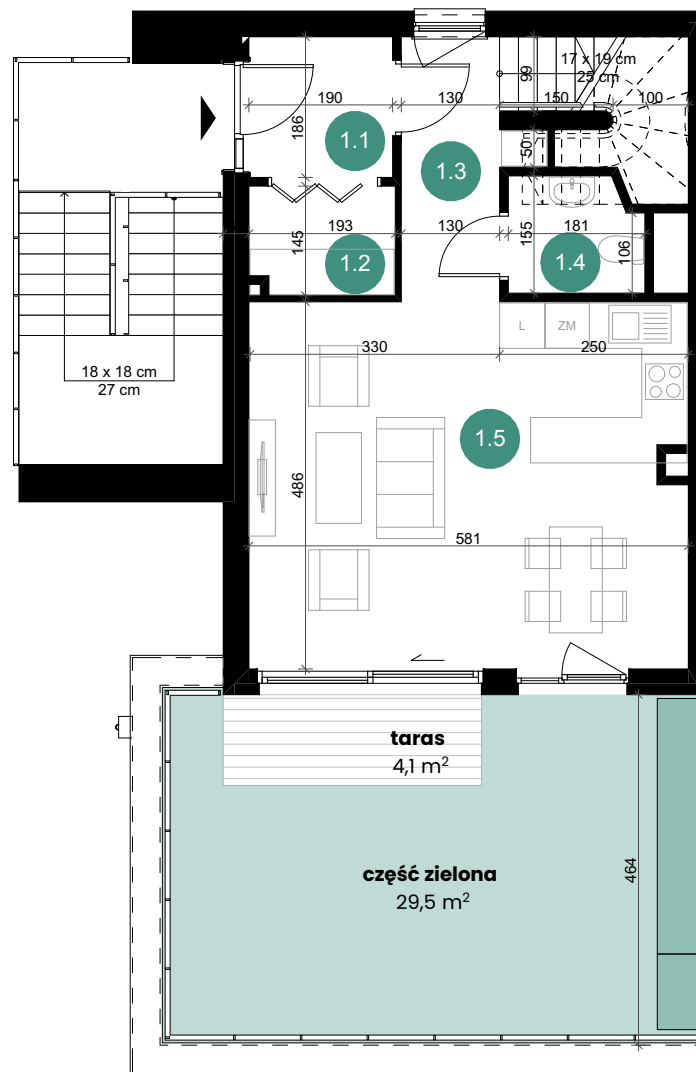 17 x 19 cm
25 cm
99
190
130
150
100
186
1.1
50
1.3
145
193
130
155
181
106
1.2
1.4
L
ZM
330
250
18 x 18 cm
27 cm
1.5
486
581
taras
4,1 m²
część zielona
29,5 m²
464